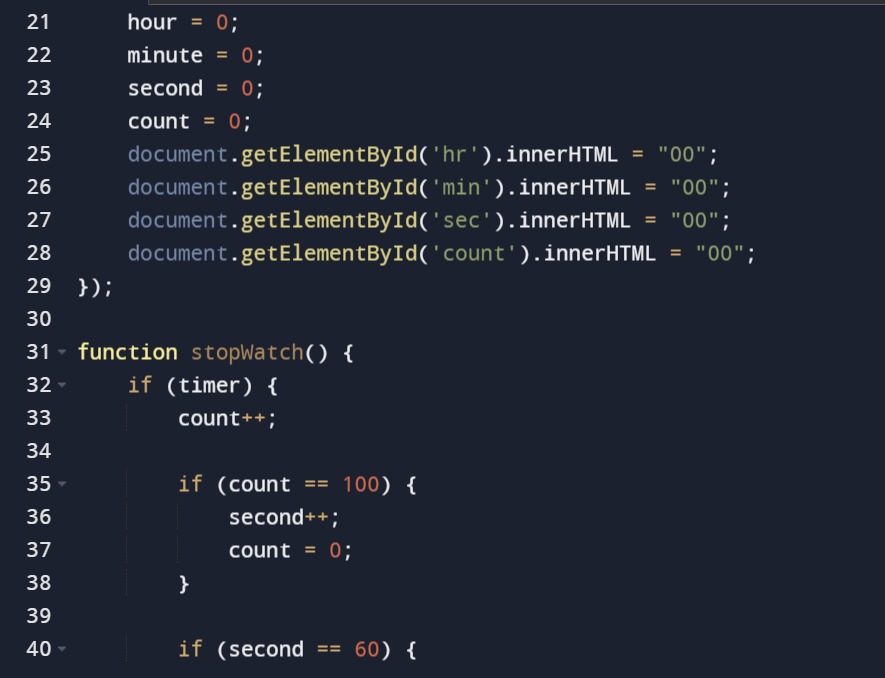 21 hour = 0;
22 minute = 0;
23 second = 0;
24 count = 0;
25 document.getElementById('hr').innerHTML = "00";
26 document.getElementById('min').innerHTML = "00";
27 document.getElementById('sec').innerHTML = "00";
28 document.getElementById('count').innerHTML = "00";
29 });
30
31 function stopWatch() {
32 if (timer) {
33 count++;
34
35 if (count == 100) {
36 second++;
37 count = 0;
38 }
39
40 if (second == 60) {